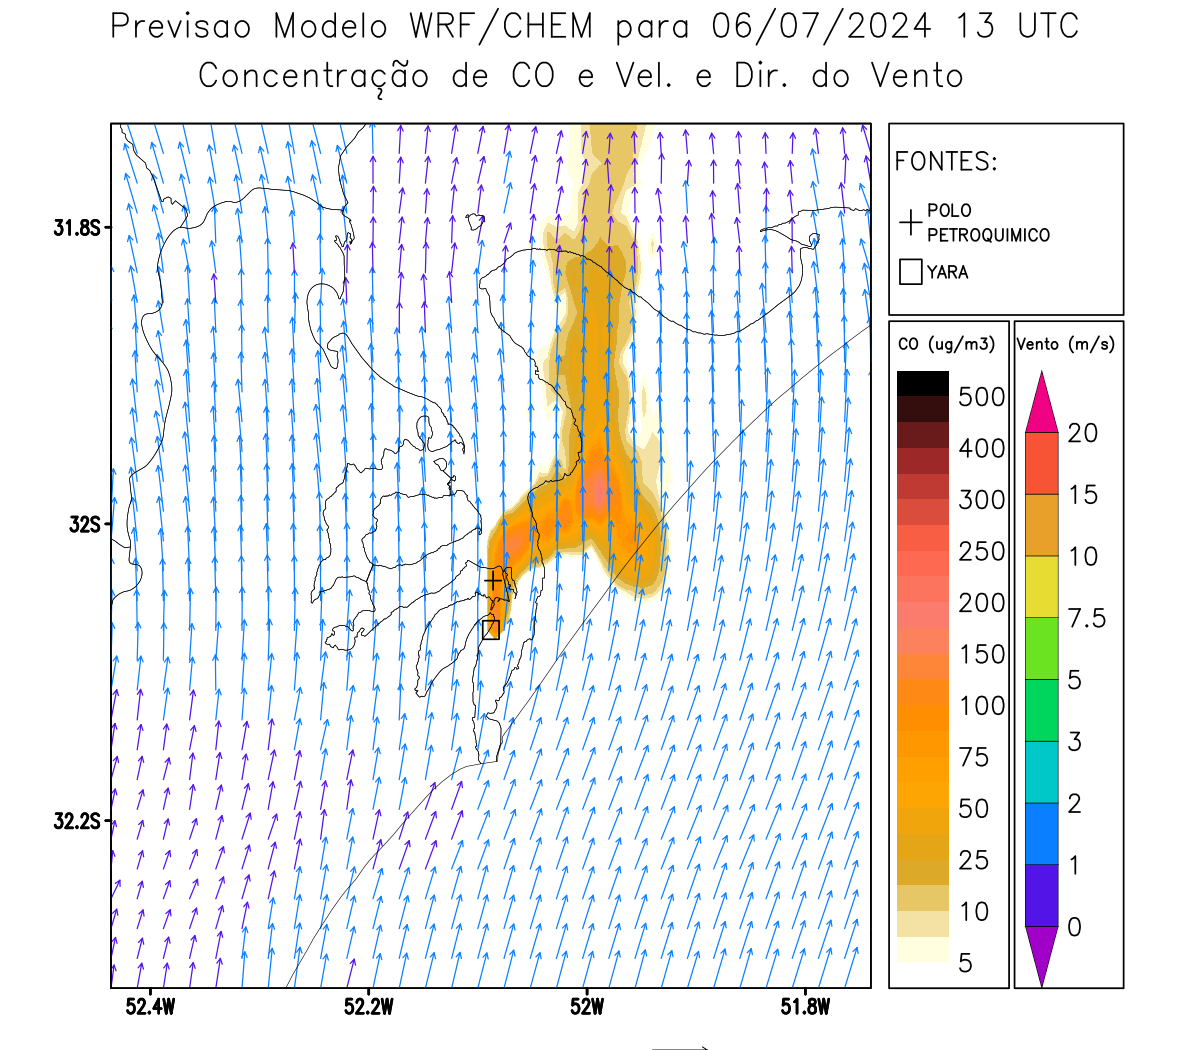 Previsao Modelo WRF/CHEM para 06/07/2024 13 UTC
Concentração de CO e Vel. e Dir. do Vento
FONTES:
POLO
PETROQUIMICO
YARA
CO (ug/m3)
500
400
300
250
200
150
100
75
50
25
10
5
Vento (m/s)
20
15
10
7.5
5
3
2
1
0
31.8S
32S
32.2S
52.4W
52.2W
52W
51.8W